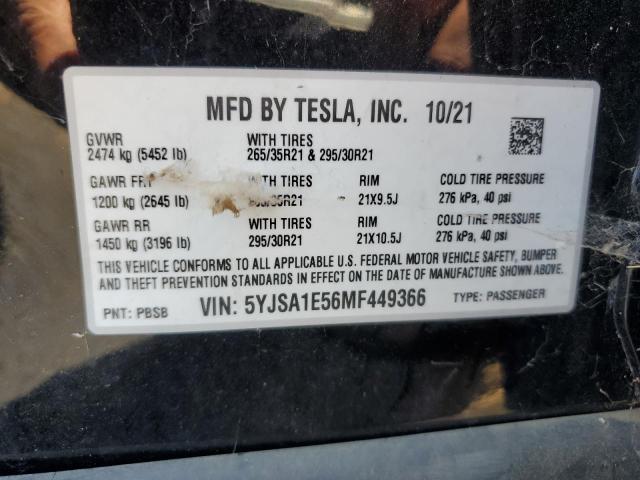 MFD BY TESLA, INC. 10/21
GVWR WITH TIRES
2474 kg (5452 lb) 265/35R21 & 295/30R21
GAWR FRT WITH TIRES RIM COLD TIRE PRESSURE
1200 kg (2645 lb) 21X9.5J 276 kPa, 40 psi
GAWR RR WITH TIRES RIM COLD TIRE PRESSURE
1450 kg (3196 lb) 295/30R21 21X10.5J 276 kPa, 40 psi
THIS VEHICLE CONFORMS TO ALL APPLICABLE U.S. FEDERAL MOTOR VEHICLE SAFETY, BUMPER
AND THEFT PREVENTION STANDARDS IN EFFECT ON THE DATE OF MANUFACTURE SHOWN ABOVE.
PNT: PBSB VIN: 5YJSA1E56MF449366 TYPE: PASSENGER